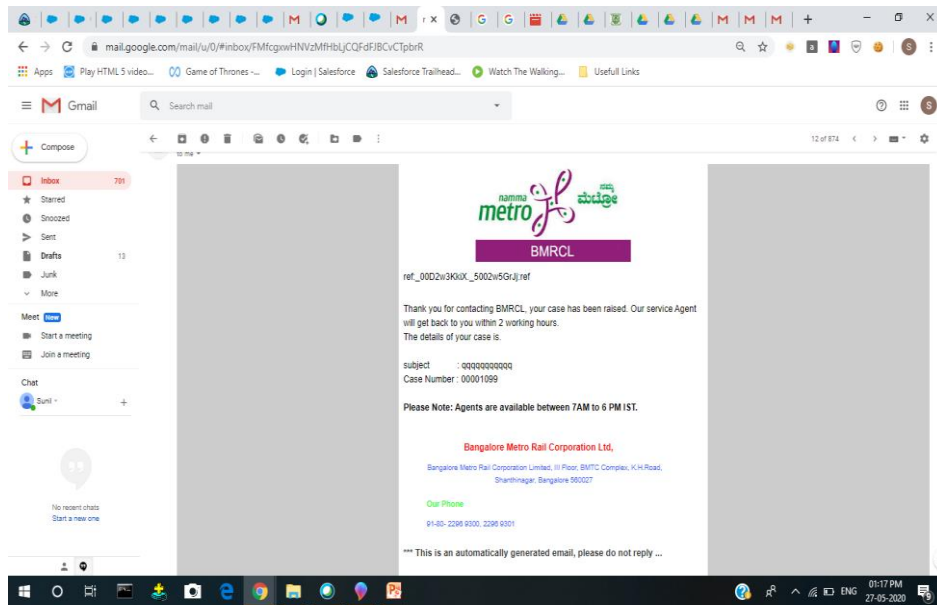 mail.google.com/mail/u/0/#inbox/FMfcgxwHNVzMfHbLjCQFdFJBCvCTpbrR
Apps Play HTML 5 video... Game of Thrones -... Login | Salesforce Salesforce Trailhead... Watch The Walking... Usefull Links
Gmail
Search mail
S
Compose
12 of 874
to me
Inbox 701
Starred
Snoozed
Sent
Drafts 13
Junk
More
Meet New
Start a meeting
Join a meeting
Chat
Sunil
No recent chats
Start a new one
namma ನಮ್ಮ
metro ಮೆಟ್ರೋ
BMRCL
ref:_00D2w3KkiX._5002w5GrJj:ref
Thank you for contacting BMRCL, your case has been raised. Our service Agent
will get back to you within 2 working hours.
The details of your case is.
subject : qqqqqqqqqqq
Case Number : 00001099
Please Note: Agents are available between 7AM to 6 PM IST.
Bangalore Metro Rail Corporation Ltd,
Bangalore Metro Rail Corporation Limited, III Floor, BMTC Complex, K.H.Road,
Shanthinagar, Bangalore 560027
Our Phone
91-80- 2296 9300, 2296 9301
*** This is an automatically generated email, please do not reply ...
ENG
01:17 PM
27-05-2020